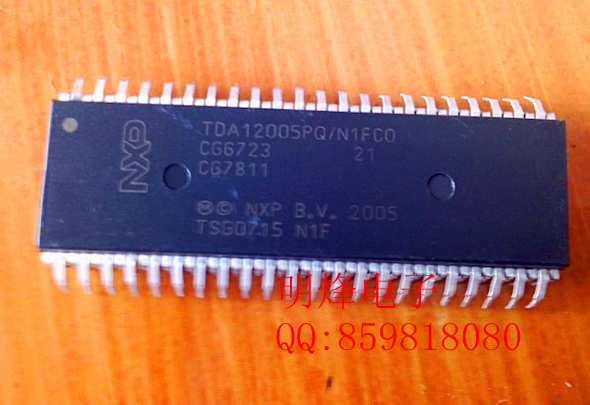 NXP
TDA12005PQ/N1FC0
CG6723 21
CG7811
Ⓜ© NXP B.V. 2005
TSG0715 N1F
明烽电子
QQ:859818080